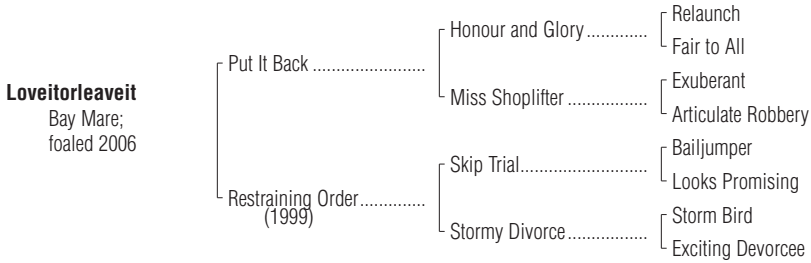 Relaunch
Honour and Glory .............
Fair to All
Put It Back ........................
Exuberant
Miss Shoplifter .................
Articulate Robbery
Loveitorleaveit
Bay Mare;
foaled 2006
Bailjumper
Skip Trial...........................
Looks Promising
Restraining Order..............
(1999)
Storm Bird
Stormy Divorce.................
Exciting Devorcee